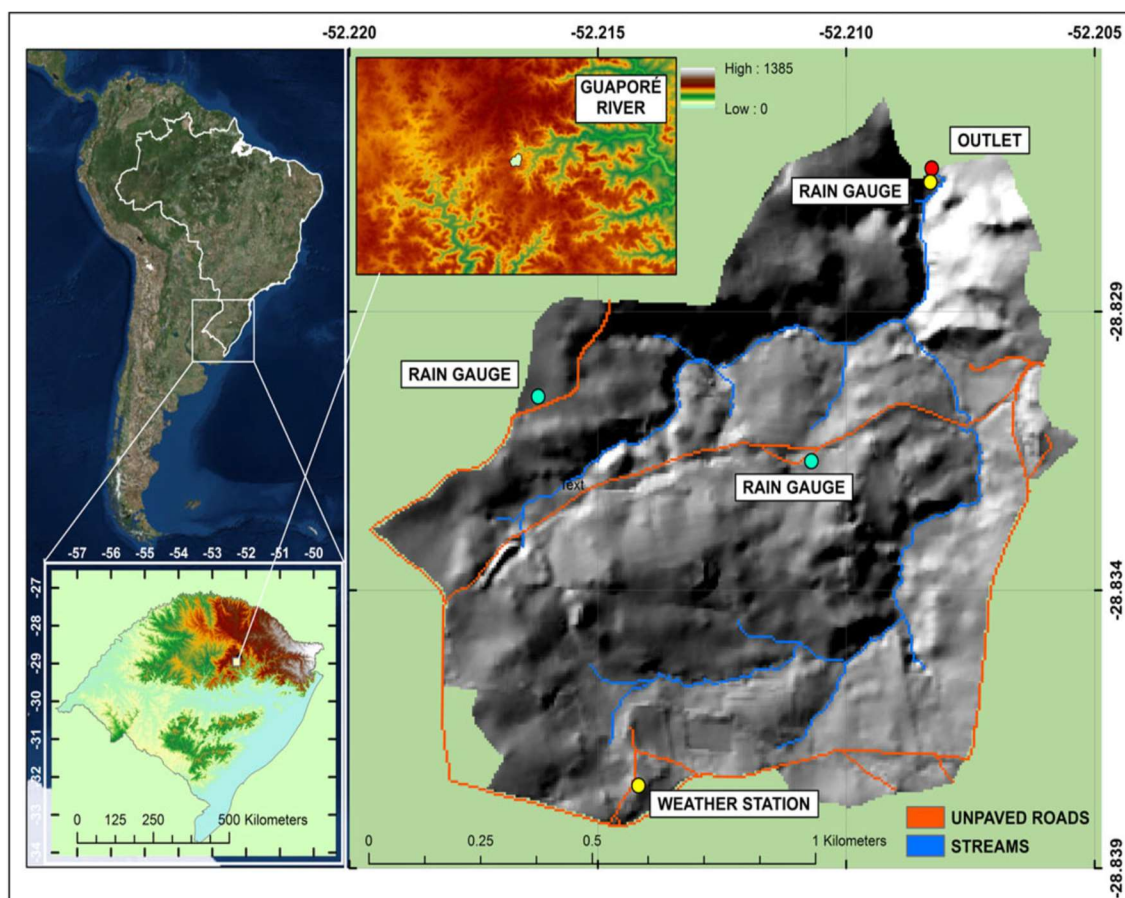 -52.220
-52.215
-52.210
-52.205
GUAPORÉ
RIVER
High : 1385
Low : 0
OUTLET
RAIN GAUGE
-28.829
RAIN GAUGE
RAIN GAUGE
Text
-57 -56 -55 -54 -53 -52 -51 -50
-27
-28
-29
-30
-31
-32
-33
-34
-28.834
WEATHER STATION
0 125 250 500 Kilometers
0 0.25 0.5 1 Kilometers
UNPAVED ROADS
STREAMS
-28.839